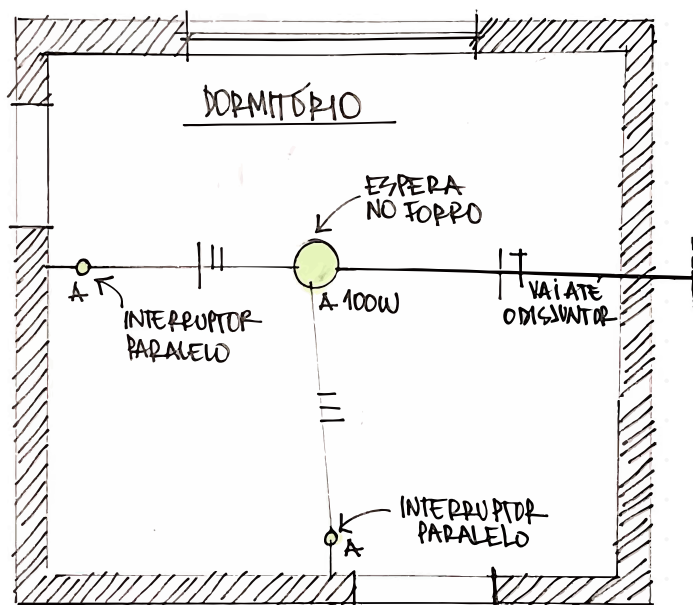 DORMITÓRIO
ESPERA
NO FORRO
A
A 100W
VAI ATÉ
O DISJUNTOR
INTERRUPTOR
PARALELO
INTERRUPTOR
PARALELO
A